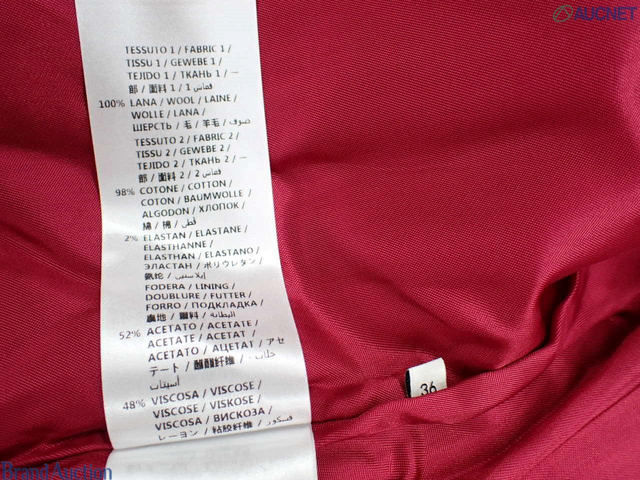 AUCNET
TESSUTO 1 / FABRIC 1 /
TISSU 1 / GEWEBE 1 /
TEJIDO 1 / ТКАНЬ 1 / 一
部 / 面料 1 / قماش 1
100% LANA / WOOL / LAINE /
WOLLE / LANA /
ШЕРСТЬ / 毛 / 羊毛 / صوف
TESSUTO 2 / FABRIC 2 /
TISSU 2 / GEWEBE 2 /
TEJIDO 2 / ТКАНЬ 2 / 一
部 / 面料 2 / قماش 2
98% COTONE / COTTON /
COTON / BAUMWOLLE /
ALGODON / ХЛОПОК /
綿 / 棉 / قطن
2% ELASTAN / ELASTANE /
ELASTHANNE /
ELASTHAN / ELASTANO /
ЭЛАСТАН / ポリウレタン /
氨纶 / إيلاستين
FODERA / LINING /
DOUBLURE / FUTTER /
FORRO / ПОДКЛАДКА /
裏地 / 里料 / البطانة
52% ACETATO / ACETATE /
ACETATE / ACETAT /
ACETATO / АЦЕТАТ / アセ
テート / 醋酯纤维 /
أسيتات
48% VISCOSA / VISCOSE /
VISCOSE / VISKOSE /
VISCOSA / ВИСКОЗА /
レーヨン / 粘胶纤维 / فسكوز
36
Brand Auction